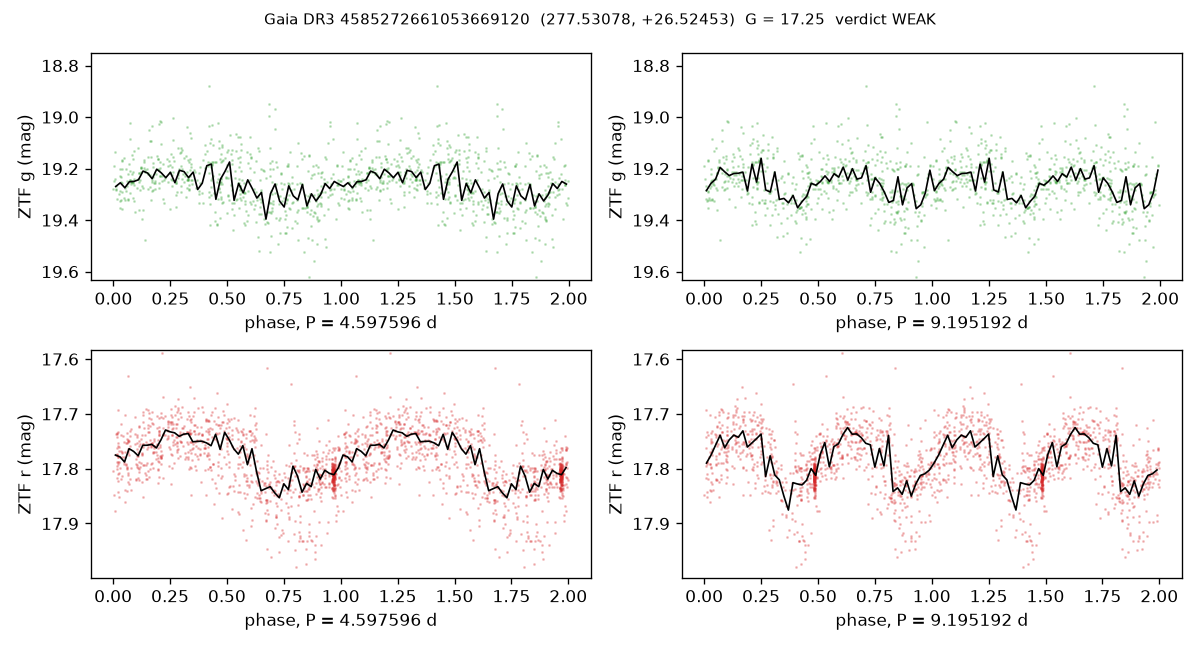 Gaia DR3 4585272661053669120  (277.53078, +26.52453)  G = 17.25  verdict WEAK
ZTF g (mag)
18.8
19.0
19.2
19.4
19.6
0.00 0.25 0.50 0.75 1.00 1.25 1.50 1.75 2.00
phase, P = 4.597596 d
ZTF g (mag)
18.8
19.0
19.2
19.4
19.6
0.00 0.25 0.50 0.75 1.00 1.25 1.50 1.75 2.00
phase, P = 9.195192 d
ZTF r (mag)
17.6
17.7
17.8
17.9
0.00 0.25 0.50 0.75 1.00 1.25 1.50 1.75 2.00
phase, P = 4.597596 d
ZTF r (mag)
17.6
17.7
17.8
17.9
0.00 0.25 0.50 0.75 1.00 1.25 1.50 1.75 2.00
phase, P = 9.195192 d